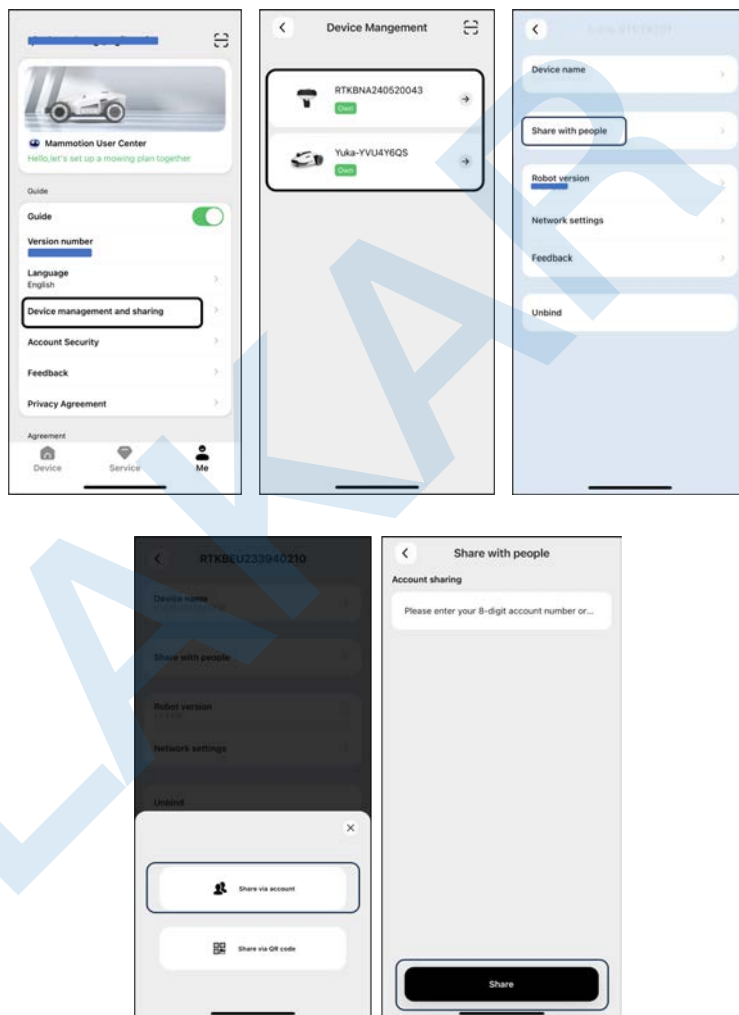 Mammotion User Center
Hello,let's set up a mowing plan together
Guide
Guide
Version number
Language
English
Device management and sharing
Account Security
Feedback
Privacy Agreement
Agreement
Device
Service
Me
Device Mangement
RTKBNA240520043
Own
Yuka-YVU4Y6QS
Own
Device name
Share with people
Robot version
Network settings
Feedback
Unbind
RTKBEU233940210
Device name
Share with people
Robot version
Network settings
Unbind
Share via account
Share via QR code
Share with people
Account sharing
Please enter your 8-digit account number or...
Share
LAKAR